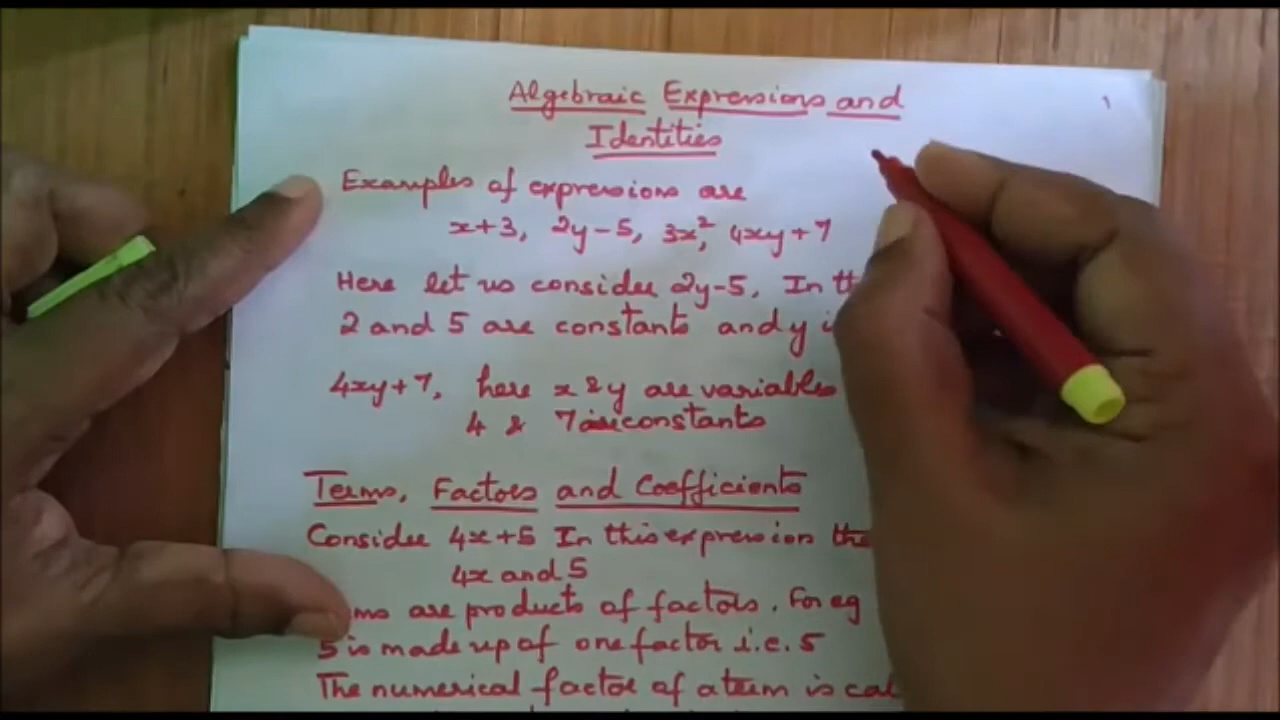 Algebraic Expressions and
Identities
1
Examples of expressions are
x+3, 2y-5, 3x², 4xy+7
Here let us consider 2y-5, In
2 and 5 are constants and y
4xy+7, here x & y are variables
4 & 7 are constants
Terms, Factors and Coefficients
Consider 4x+5 In this expression the
4x and 5
are products of factors. For eg
5 is made up of one factor i.e. 5
The numerical factor of a term is